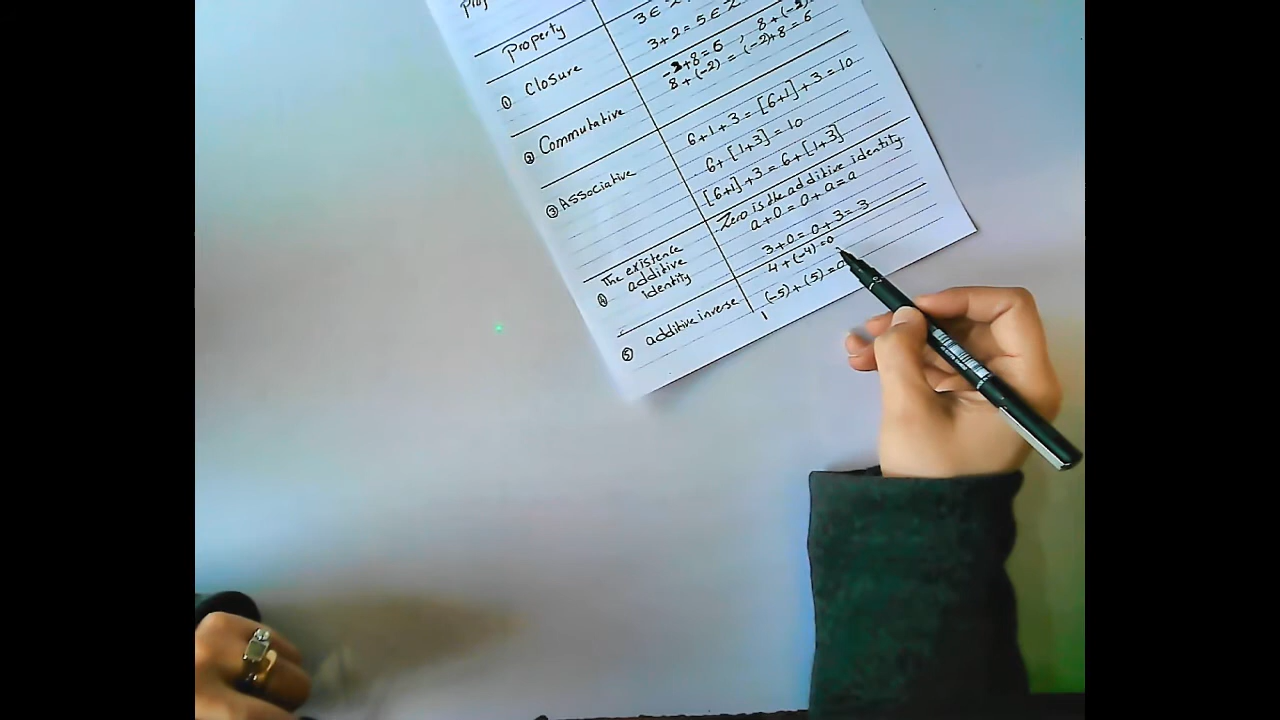 Property
3 ∈ Z
3+2 = 5 ∈ Z
① Closure
-2+8 = 6 , 8+(-2)
8+(-2) = (-2)+8 = 6
② Commutative
6+1+3 = [6+1]+3 = 10
6+[1+3] = 10
[6+1]+3 = 6+[1+3]
③ Associative
Zero is the additive identity
a+0 = 0+a = a
3+0 = 0+3 = 3
④ The existence
additive
identity
4+(-4) = 0
(-5)+(5) = 0
⑤ additive inverse